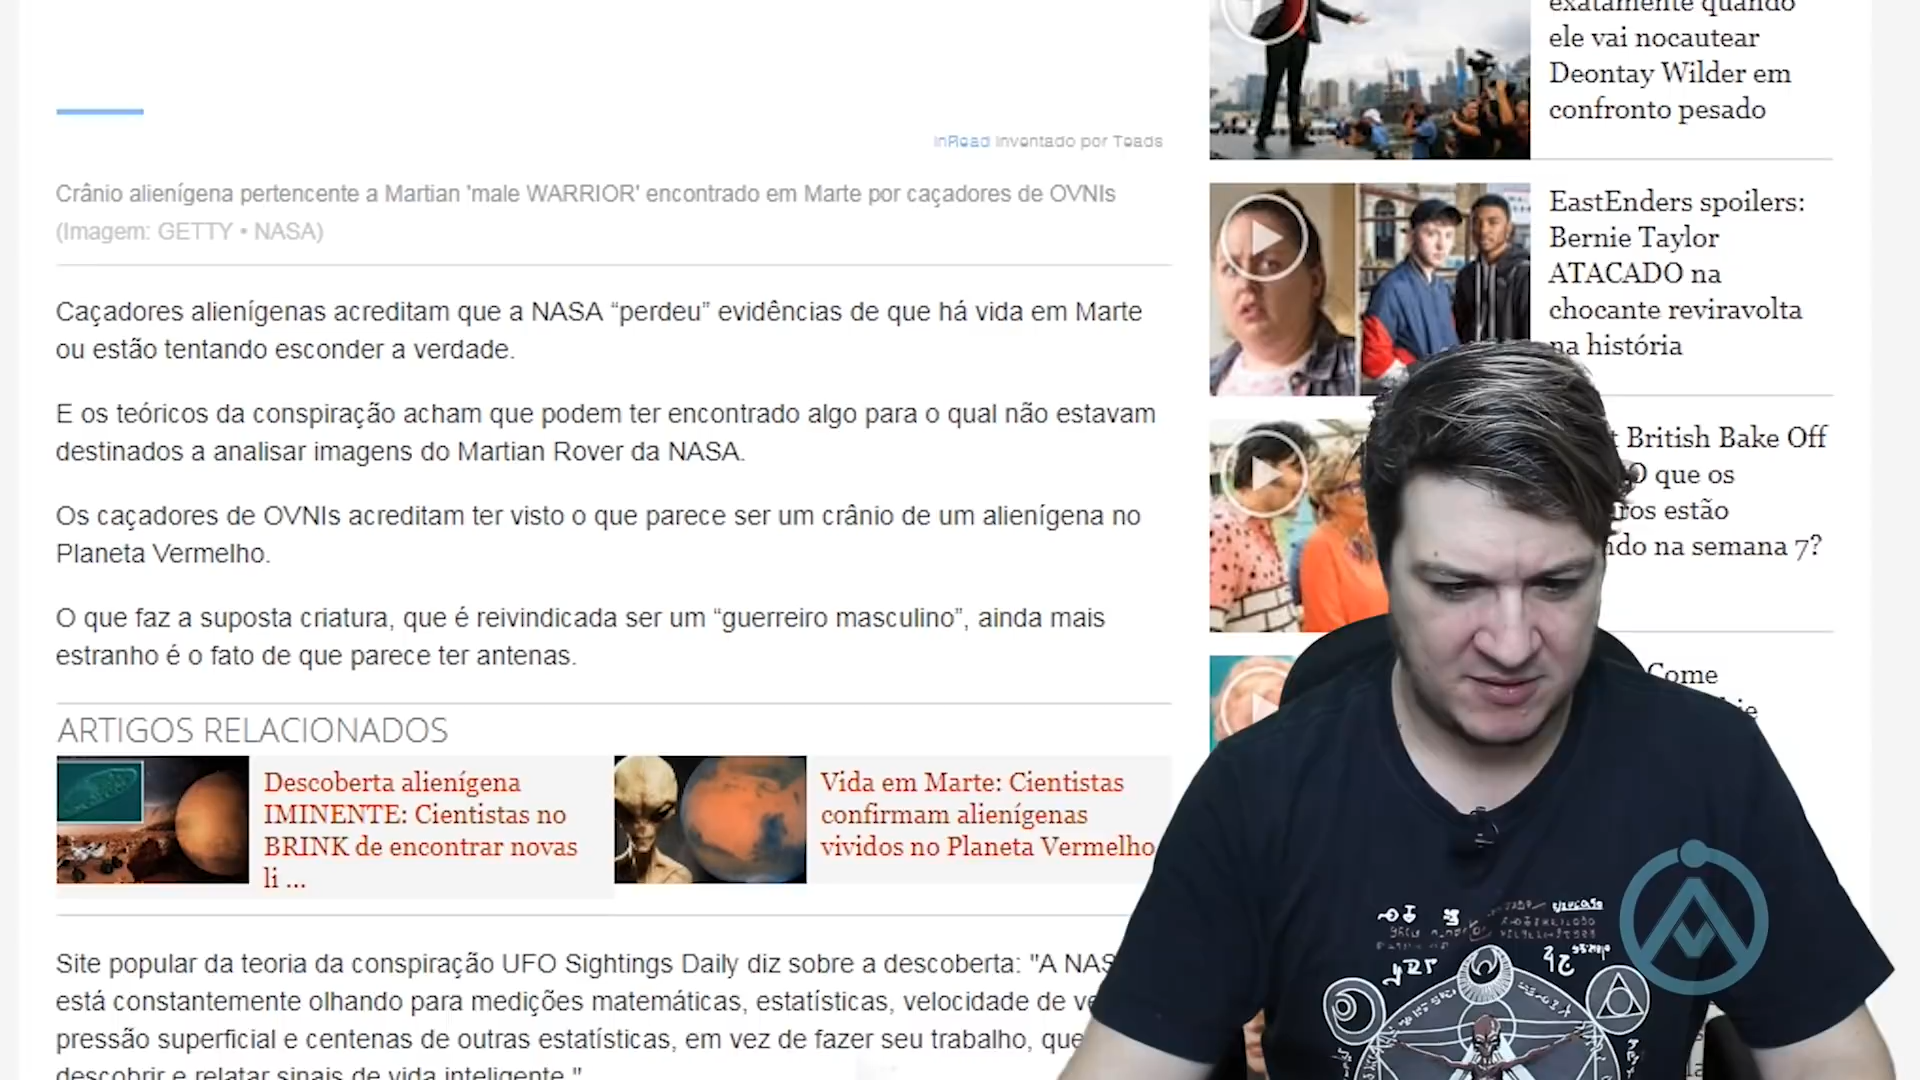 exatamente quando
ele vai nocautear
Deontay Wilder em
confronto pesado
inRead inventado por Teads
Crânio alienígena pertencente a Martian 'male WARRIOR' encontrado em Marte por caçadores de OVNIs
(Imagem: GETTY • NASA)
EastEnders spoilers:
Bernie Taylor
ATACADO na
chocante reviravolta
na história
Caçadores alienígenas acreditam que a NASA “perdeu” evidências de que há vida em Marte
ou estão tentando esconder a verdade.
E os teóricos da conspiração acham que podem ter encontrado algo para o qual não estavam
destinados a analisar imagens do Martian Rover da NASA.
British Bake Off
O que os
estão
na semana 7?
Os caçadores de OVNIs acreditam ter visto o que parece ser um crânio de um alienígena no
Planeta Vermelho.
O que faz a suposta criatura, que é reivindicada ser um “guerreiro masculino”, ainda mais
estranho é o fato de que parece ter antenas.
Come
ARTIGOS RELACIONADOS
Descoberta alienígena
IMINENTE: Cientistas no
BRINK de encontrar novas
li ...
Vida em Marte: Cientistas
confirmam alienígenas
vividos no Planeta Vermelho
Site popular da teoria da conspiração UFO Sightings Daily diz sobre a descoberta: "A NAS
está constantemente olhando para medições matemáticas, estatísticas, velocidade de ve
pressão superficial e centenas de outras estatísticas, em vez de fazer seu trabalho, que
descobrir e relatar sinais de vida inteligente."